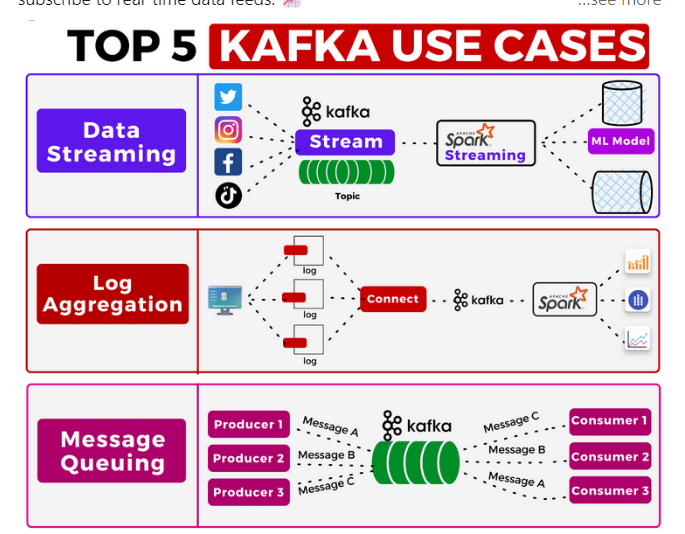 subscribe to real-time data feeds.
...see more
TOP 5 KAFKA USE CASES
Data
Streaming
kafka
Stream
Topic
APACHE
Spark
Streaming
ML Model
Log
Aggregation
log
log
log
Connect
kafka
APACHE
Spark
Message
Queuing
Producer 1
Producer 2
Producer 3
Message A
Message B
Message C
kafka
Message C
Message B
Message A
Consumer 1
Consumer 2
Consumer 3